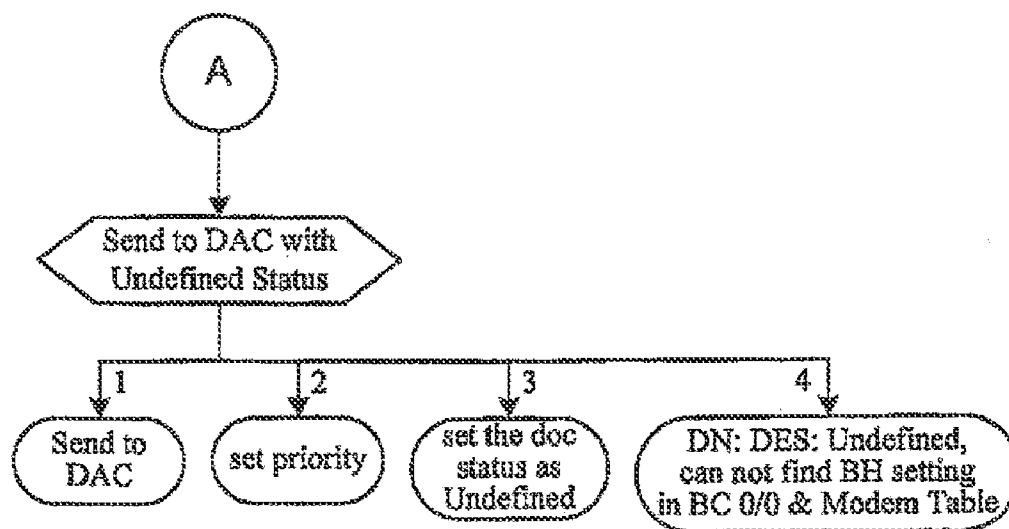 A
Send to DAC with
Undefined Status
1
2
3
4
Send to
DAC
set priority
set the doc
status as
Undefined
DN: DES: Undefined,
can not find BH setting
in BC 0/0 & Modem Table